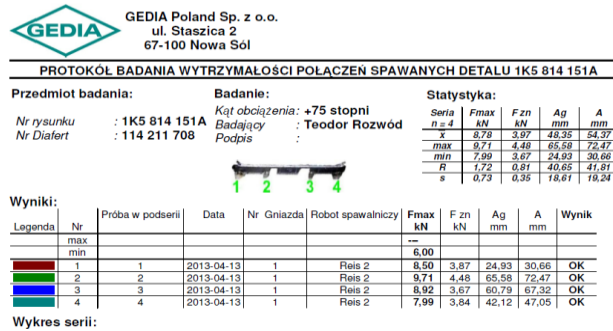 GEDIA
GEDIA Poland Sp. z o.o.
ul. Staszica 2
67-100 Nowa Sól
PROTOKÓŁ BADANIA WYTRZYMAŁOŚCI POŁĄCZEŃ SPAWANYCH DETALU 1K5 814 151A
Przedmiot badania:
Nr rysunku : 1K5 814 151A
Nr Diafert : 114 211 708
Badanie:
Kąt obciążenia : +75 stopni
Badający : Teodor Rozwód
Podpis :
1 2 3 4
Statystyka:
Seria n = 4 Fmax kN F zn kN Ag mm A mm
x̄ 8,78 3,97 48,35 54,37
max 9,71 4,48 65,58 72,47
min 7,99 3,67 24,93 30,66
R 1,72 0,81 40,65 41,81
s 0,73 0,35 18,61 19,24
Wyniki:
Legenda Nr Próba w podserii Data Nr Gniazda Robot spawalniczy Fmax kN F zn kN Ag mm A mm Wynik
max ---
min 6,00
1 1 2013-04-13 1 Reis 2 8,50 3,87 24,93 30,66 OK
2 2 2013-04-13 1 Reis 2 9,71 4,48 65,58 72,47 OK
3 3 2013-04-13 1 Reis 2 8,92 3,67 60,79 67,32 OK
4 4 2013-04-13 1 Reis 2 7,99 3,84 42,12 47,05 OK
Wykres serii: